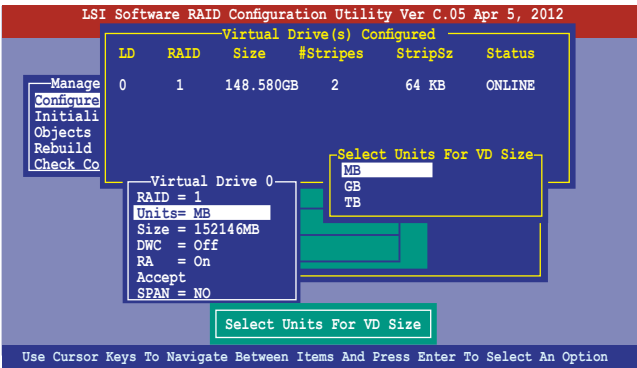 LSI Software RAID Configuration Utility Ver C.05 Apr 5, 2012
Virtual Drive(s) Configured
LD RAID Size #Stripes StripSz Status
0 1 148.580GB 2 64 KB ONLINE
Manage
Configure
Initiali
Objects
Rebuild
Check Co
Select Units For VD Size
MB
GB
TB
Virtual Drive 0
RAID = 1
Units= MB
Size = 152146MB
DWC = Off
RA = On
Accept
SPAN = NO
Select Units For VD Size
Use Cursor Keys To Navigate Between Items And Press Enter To Select An Option